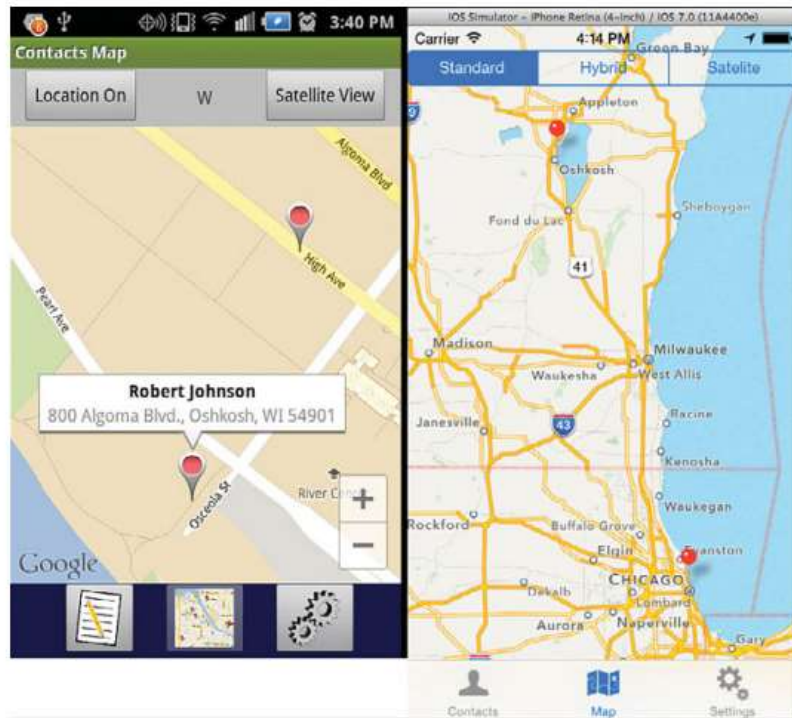 3:40 PM
Contacts Map
Location On
W
Satellite View
Algoma Blvd
High Ave
Pearl Ave
Robert Johnson
800 Algoma Blvd., Oshkosh, WI 54901
Osceola St
River
+
−
Google
iOS Simulator - iPhone Retina (4-inch) / iOS 7.0 (11A4400e)
Carrier
4:14 PM
Green Bay
Standard
Hybrid
Satelite
Appleton
Oshkosh
Sheboygan
Fond du Lac
41
Madison
Milwaukee
Waukesha
West Allis
Janesville
43
Racine
Kenosha
Waukegan
Rockford
Buffalo Grove
Evanston
Elgin
CHICAGO
Dekalb
Lombard
Aurora
Naperville
Gary
Contacts
Map
Settings